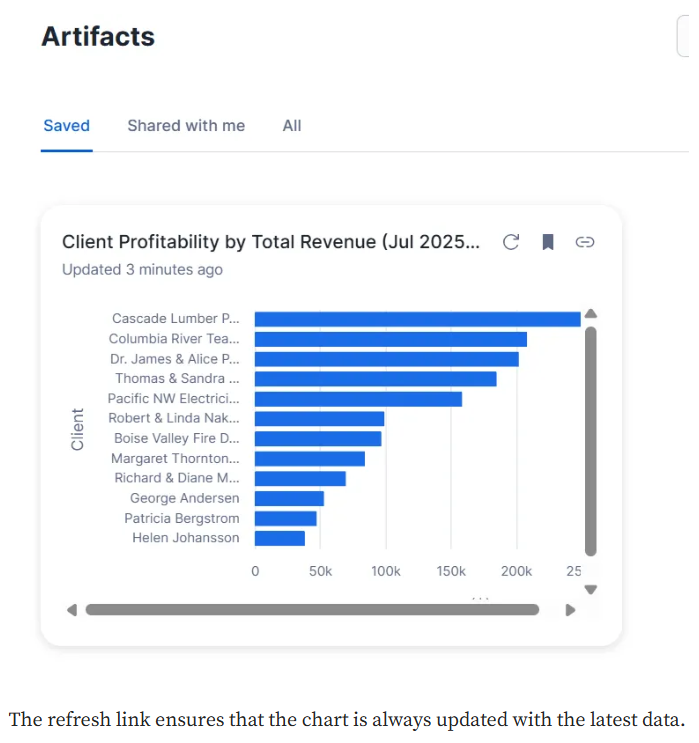 Artifacts
Saved Shared with me All
Client Profitability by Total Revenue (Jul 2025...
Updated 3 minutes ago
Client
Cascade Lumber P...
Columbia River Tea...
Dr. James & Alice P...
Thomas & Sandra ...
Pacific NW Electrici...
Robert & Linda Nak...
Boise Valley Fire D...
Margaret Thornton...
Richard & Diane M...
George Andersen
Patricia Bergstrom
Helen Johansson
0 50k 100k 150k 200k 25
...
The refresh link ensures that the chart is always updated with the latest data.